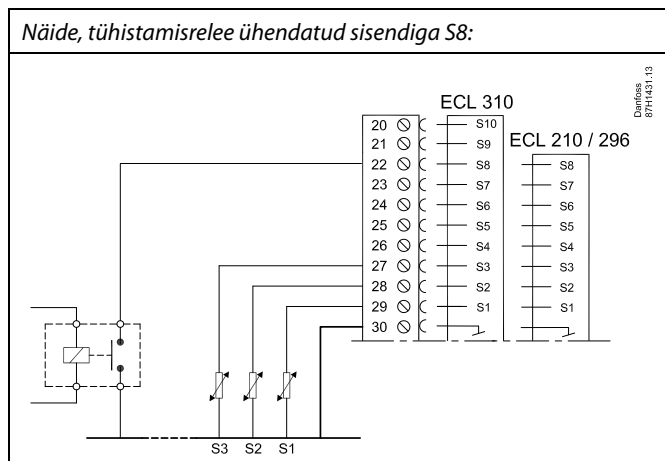 Näide, tühistamisrelee ühendatud sisendiga S8:
Danfoss
87H1431.13
ECL 310
ECL 210 / 296
20 S10
21 S9
22 S8 S8
23 S7 S7
24 S6 S6
25 S5 S5
26 S4 S4
27 S3 S3
28 S2 S2
29 S1 S1
30
S3 S2 S1